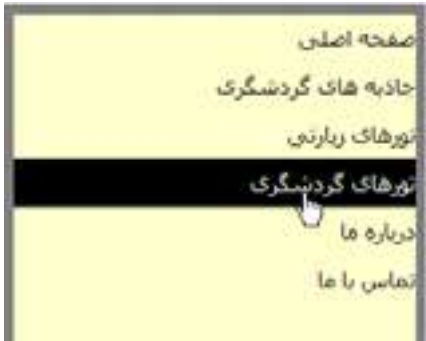 صفحه اصلی
جاذبه های گردشگری
تورهای زیارتی
تورهای گردشگری
درباره ما
تماس با ما